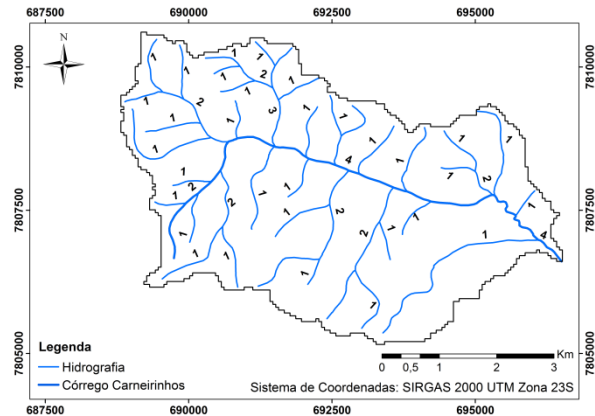 687500 690000 692500 695000
7810000 7810000
N
1 1 1 1 2 1
1 1 1 2 3 1
1 1 1 1 4 1 1 2
1 2 1 1 1 2 1
7807500 7807500
1 1 2 1 2 1 1 1 4
1 1 1 1
Legenda
Hidrografia
Córrego Carneirinhos
Km
0 0,5 1 2 3
Sistema de Coordenadas: SIRGAS 2000 UTM Zona 23S
7805000 7805000
687500 690000 692500 695000